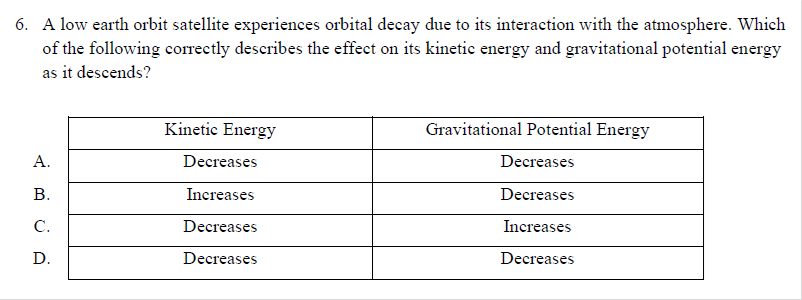 6. A low earth orbit satellite experiences orbital decay due to its interaction with the atmosphere. Which
of the following correctly describes the effect on its kinetic energy and gravitational potential energy
as it descends?
Kinetic Energy Gravitational Potential Energy
A. Decreases Decreases
B. Increases Decreases
C. Decreases Increases
D. Decreases Decreases